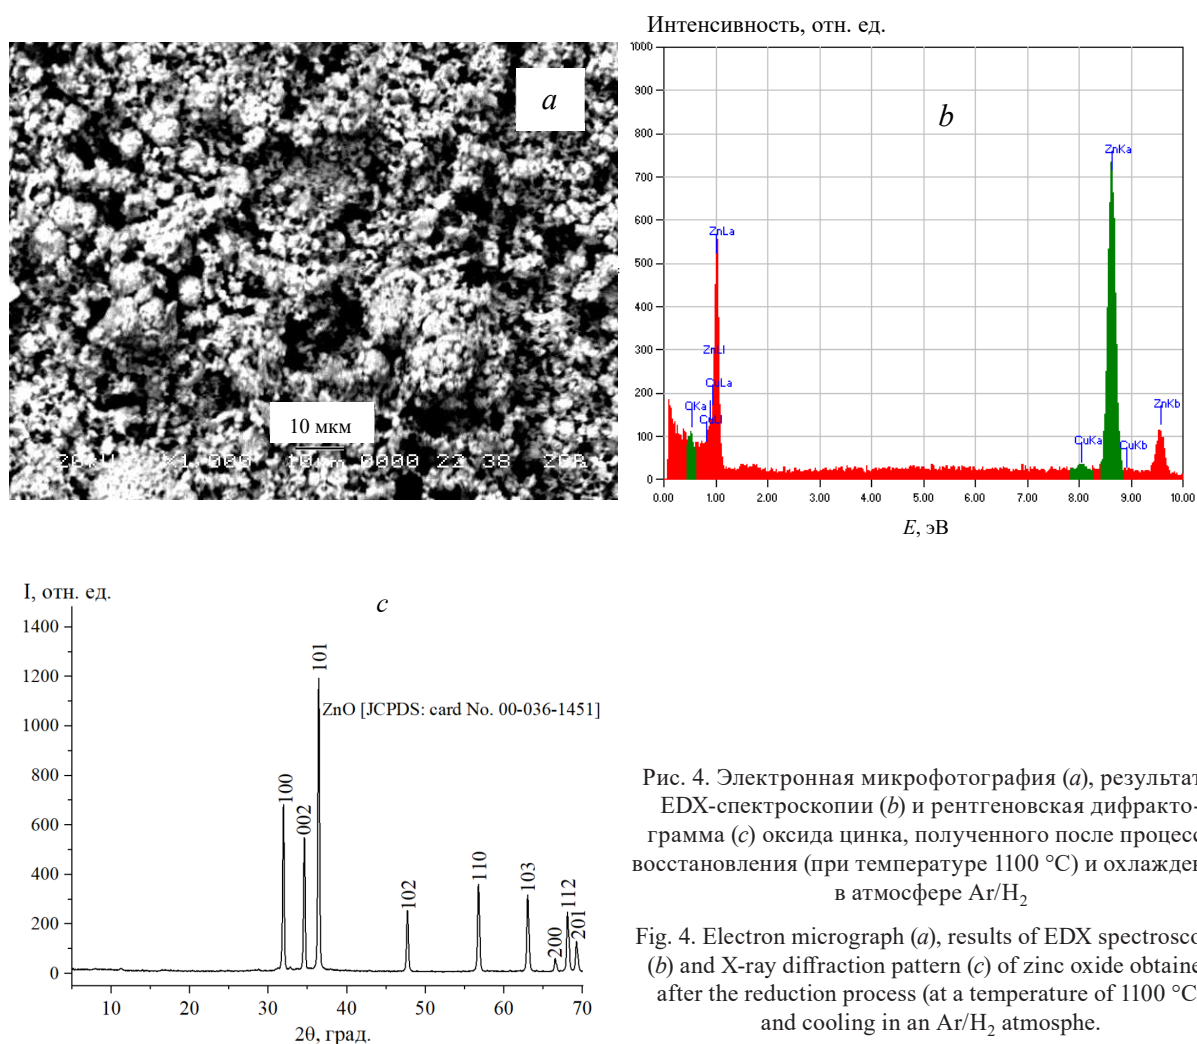 Интенсивность, отн. ед.
a
10 мкм
20kU X1,000 10µm 0000 22 38
b
1000
900
800
700
600
500
400
300
200
100
0
ZnKa
ZnLa
ZnLl
CuLa
OKa
CuLl
CuKa
CuKb
ZnKb
0.00 1.00 2.00 3.00 4.00 5.00 6.00 7.00 8.00 9.00 10.00
E, эВ
I, отн. ед.
c
1400
1200
1000
800
600
400
200
0
100
002
101
ZnO [JCPDS: card No. 00-036-1451]
102
110
103
200
112
201
10 20 30 40 50 60 70
2θ, град.
Рис. 4. Электронная микрофотография (a), результат
EDX-спектроскопии (b) и рентгеновская дифракто-
грамма (c) оксида цинка, полученного после процесс
восстановления (при температуре 1100 °C) и охлажден
в атмосфере Ar/H₂
Fig. 4. Electron micrograph (a), results of EDX spectrosco
(b) and X-ray diffraction pattern (c) of zinc oxide obtaine
after the reduction process (at a temperature of 1100 °C
and cooling in an Ar/H₂ atmosphe.